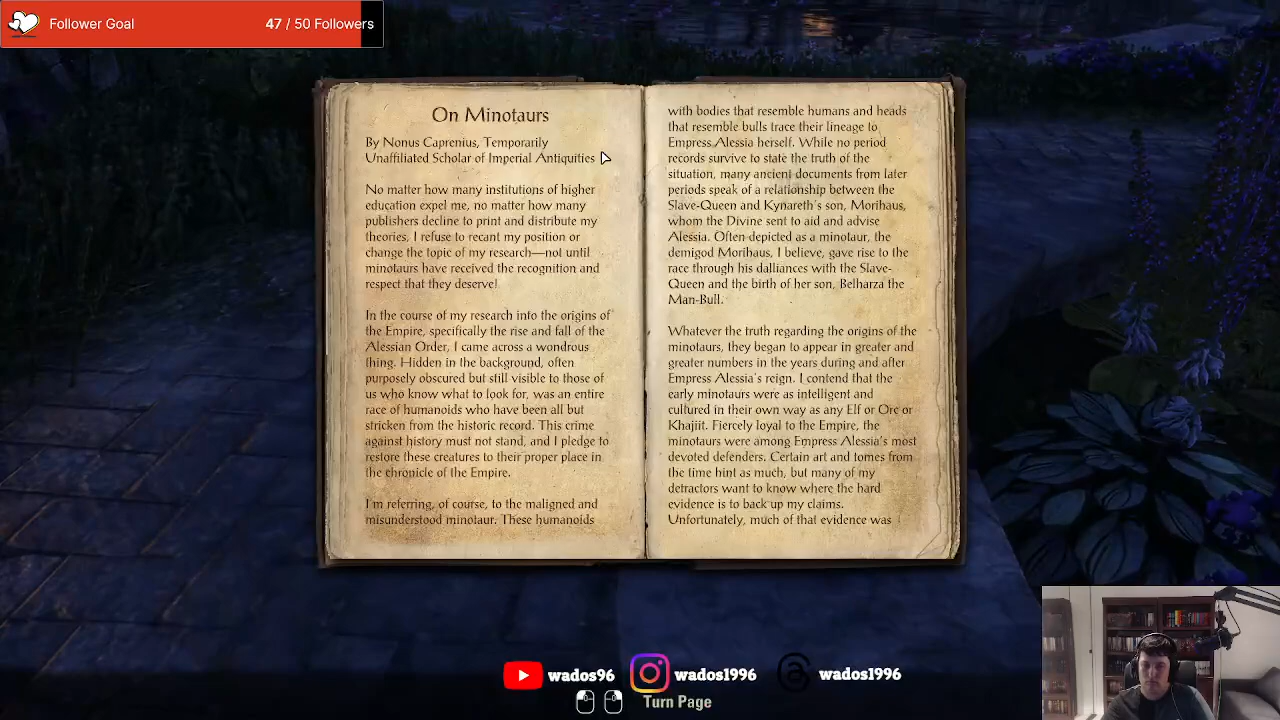 Follower Goal
47 / 50 Followers
On Minotaurs
By Nonus Caprenius, Temporarily
Unaffiliated Scholar of Imperial Antiquities
No matter how many institutions of higher
education expel me, no matter how many
publishers decline to print and distribute my
theories, I refuse to recant my position or
change the topic of my research—not until
minotaurs have received the recognition and
respect that they deserve!
In the course of my research into the origins of
the Empire, specifically the rise and fall of the
Alessian Order, I came across a wondrous
thing. Hidden in the background, often
purposely obscured but still visible to those of
us who know what to look for, was an entire
race of humanoids who have been all but
stricken from the historic record. This crime
against history must not stand, and I pledge to
restore these creatures to their proper place in
the chronicle of the Empire.
I'm referring, of course, to the maligned and
misunderstood minotaur. These humanoids
with bodies that resemble humans and heads
that resemble bulls trace their lineage to
Empress Alessia herself. While no period
records survive to state the truth of the
situation, many ancient documents from later
periods speak of a relationship between the
Slave-Queen and Kynareth's son, Morihaus,
whom the Divine sent to aid and advise
Alessia. Often depicted as a minotaur, the
demigod Morihaus, I believe, gave rise to the
race through his dalliances with the Slave-
Queen and the birth of her son, Belharza the
Man-Bull.
Whatever the truth regarding the origins of the
minotaurs, they began to appear in greater and
greater numbers in the years during and after
Empress Alessia's reign. I contend that the
early minotaurs were as intelligent and
cultured in their own way as any Elf or Orc or
Khajiit. Fiercely loyal to the Empire, the
minotaurs were among Empress Alessia's most
devoted defenders. Certain art and tomes from
the time hint as much, but many of my
detractors want to know where the hard
evidence is to back up my claims.
Unfortunately, much of that evidence was
wados96
wados1996
wados1996
Turn Page